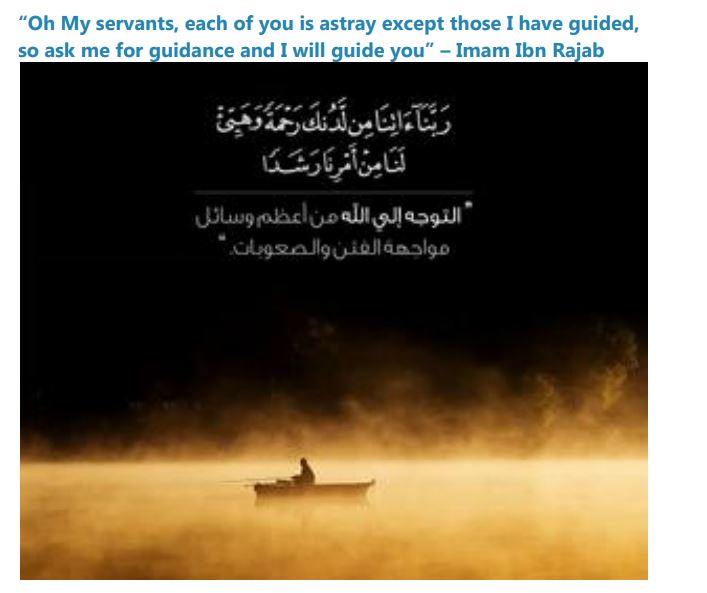 “Oh My servants, each of you is astray except those I have guided,
so ask me for guidance and I will guide you” – Imam Ibn Rajab
رَبَّنَآ ءَاتِنَا مِن لَّدُنكَ رَحْمَةً وَهَيِّئْ
لَنَا مِنْ أَمْرِنَا رَشَدًا
"التوجه إلي الله من أعظم وسائل
مواجهة الفتن والصعوبات."